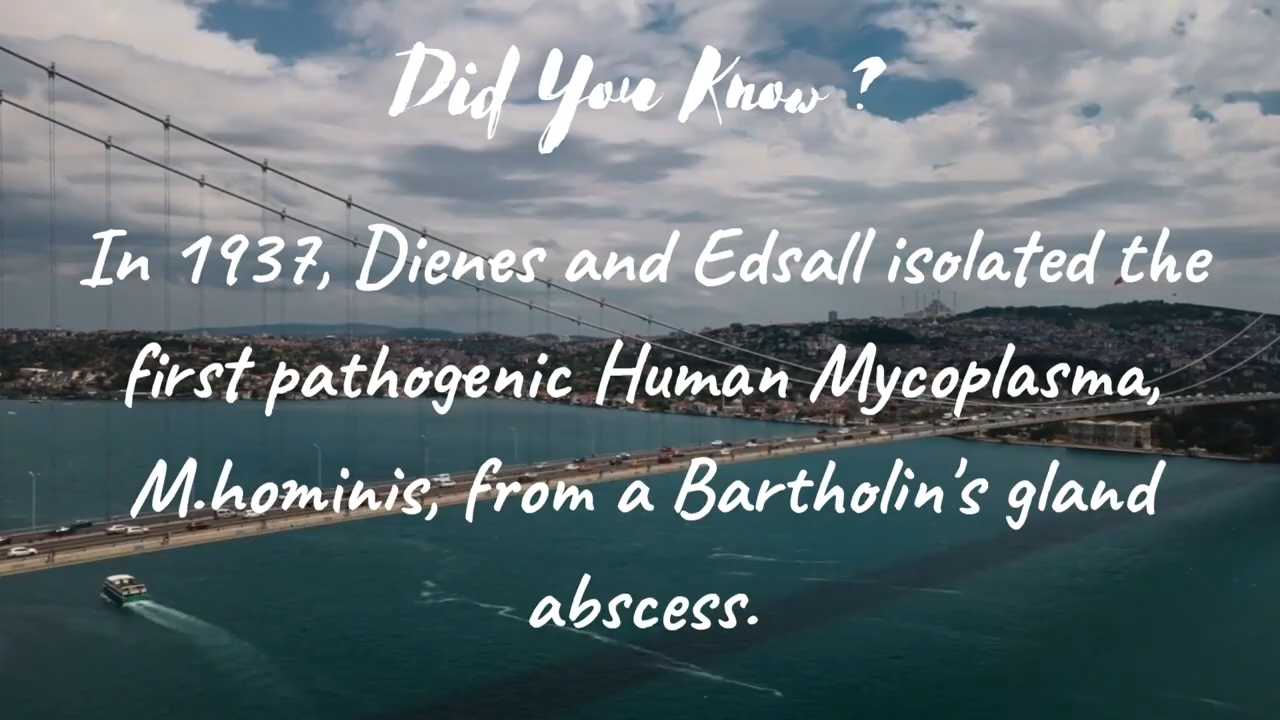 Did You Know ?
In 1937, Dienes and Edsall isolated the
first pathogenic Human Mycoplasma,
M.hominis, from a Bartholin's gland
abscess.